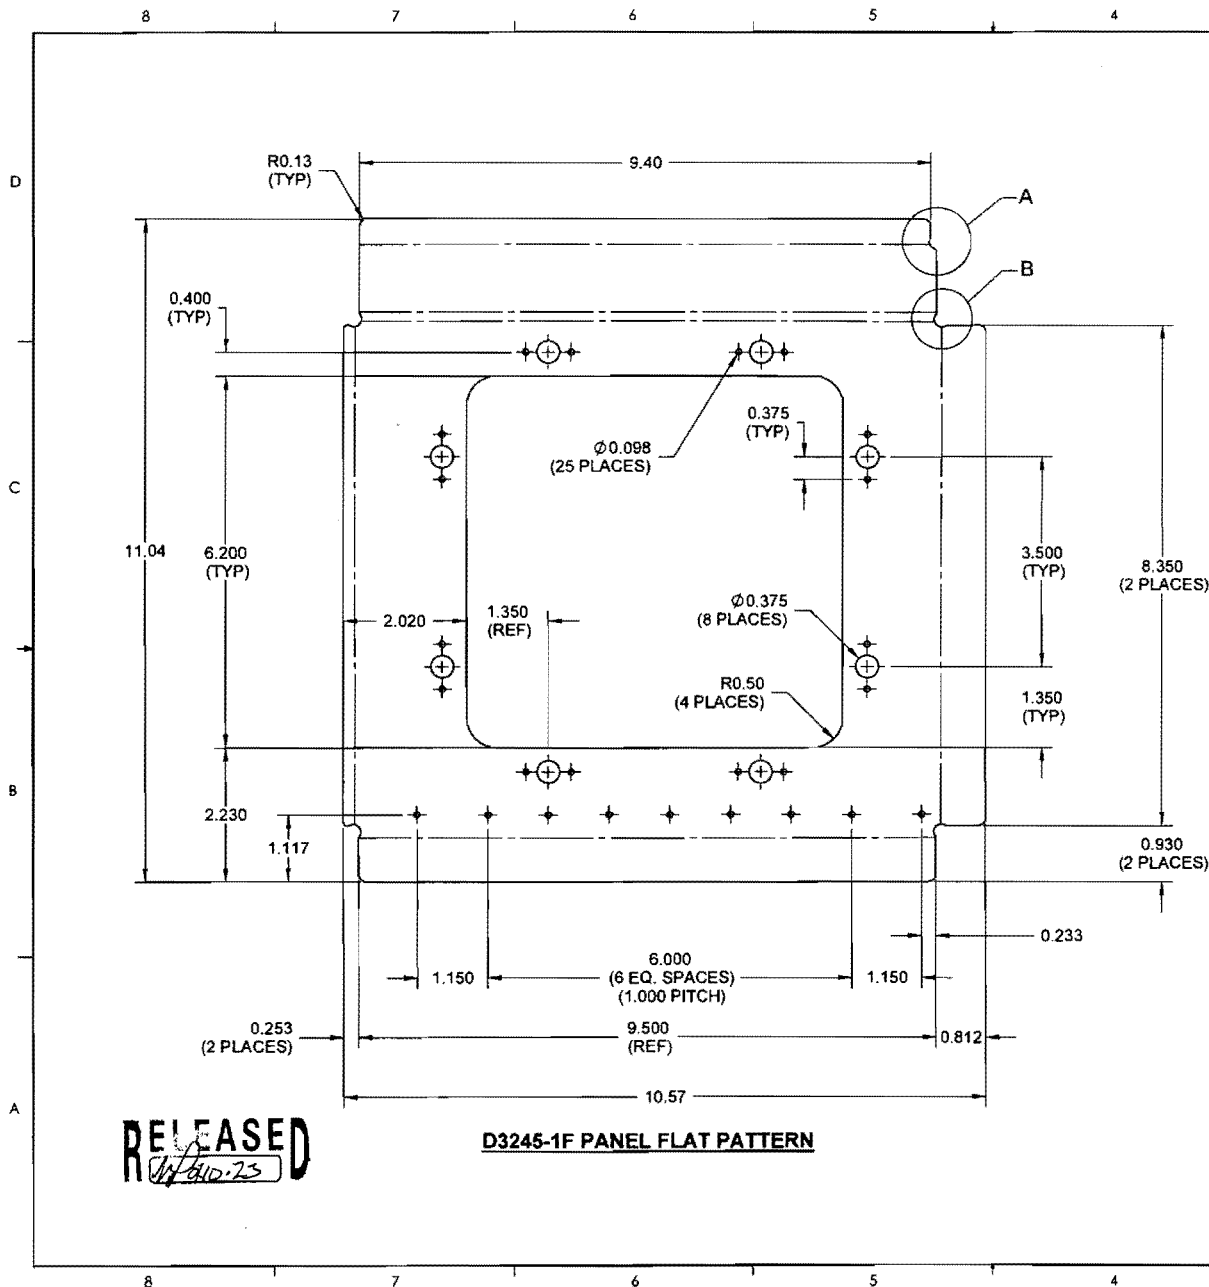 8 7 6 5 4
D
C
B
A
9.40
R0.13
(TYP)
A
B
0.400
(TYP)
0.375
(TYP)
Ø0.098
(25 PLACES)
11.04
6.200
(TYP)
3.500
(TYP)
8.350
(2 PLACES)
2.020
1.350
(REF)
Ø0.375
(8 PLACES)
R0.50
(4 PLACES)
1.350
(TYP)
2.230
1.117
0.930
(2 PLACES)
0.233
1.150
6.000
(6 EQ. SPACES)
(1.000 PITCH)
1.150
0.253
(2 PLACES)
9.500
(REF)
0.812
10.57
RELEASED
D3245-1F PANEL FLAT PATTERN
8 7 6 5 4